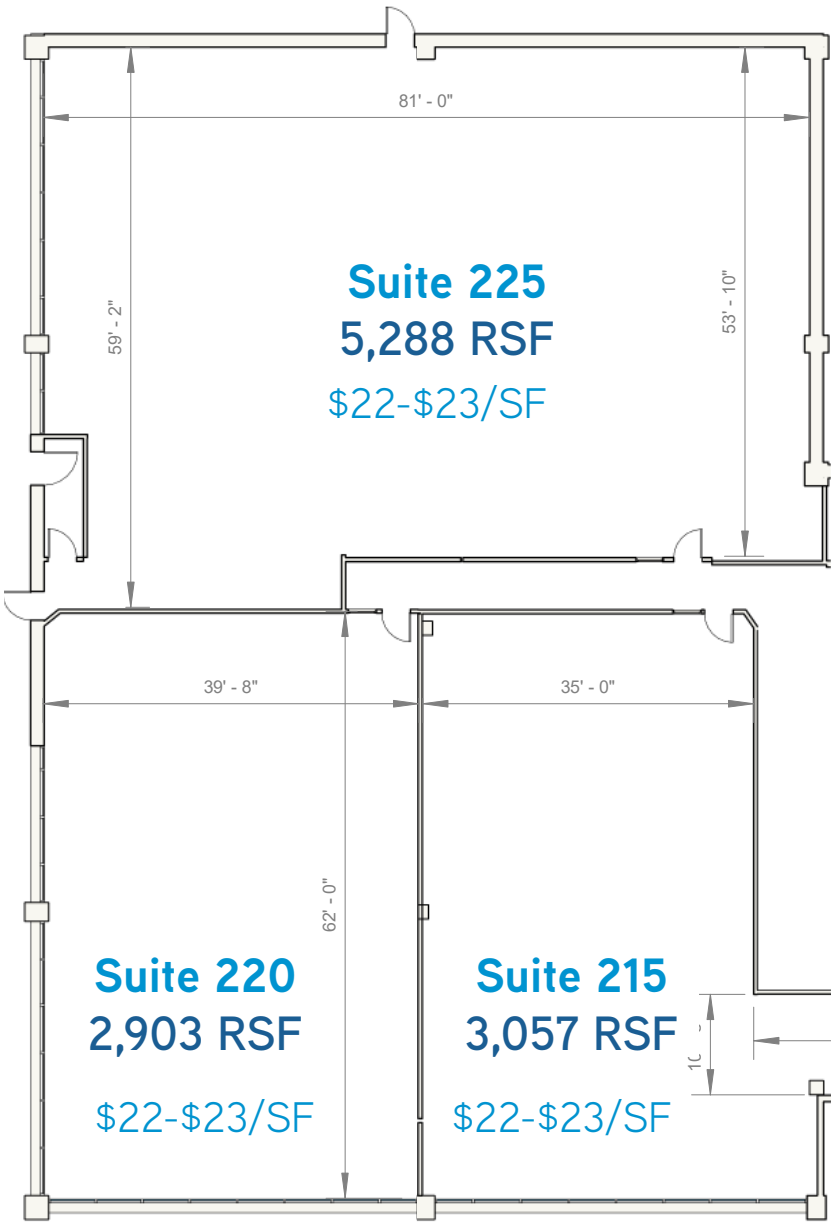 81' - 0"
59' - 2"
53' - 10"
Suite 225
5,288 RSF
$22-$23/SF
39' - 8"
35' - 0"
62' - 0"
Suite 220
2,903 RSF
$22-$23/SF
Suite 215
3,057 RSF
$22-$23/SF